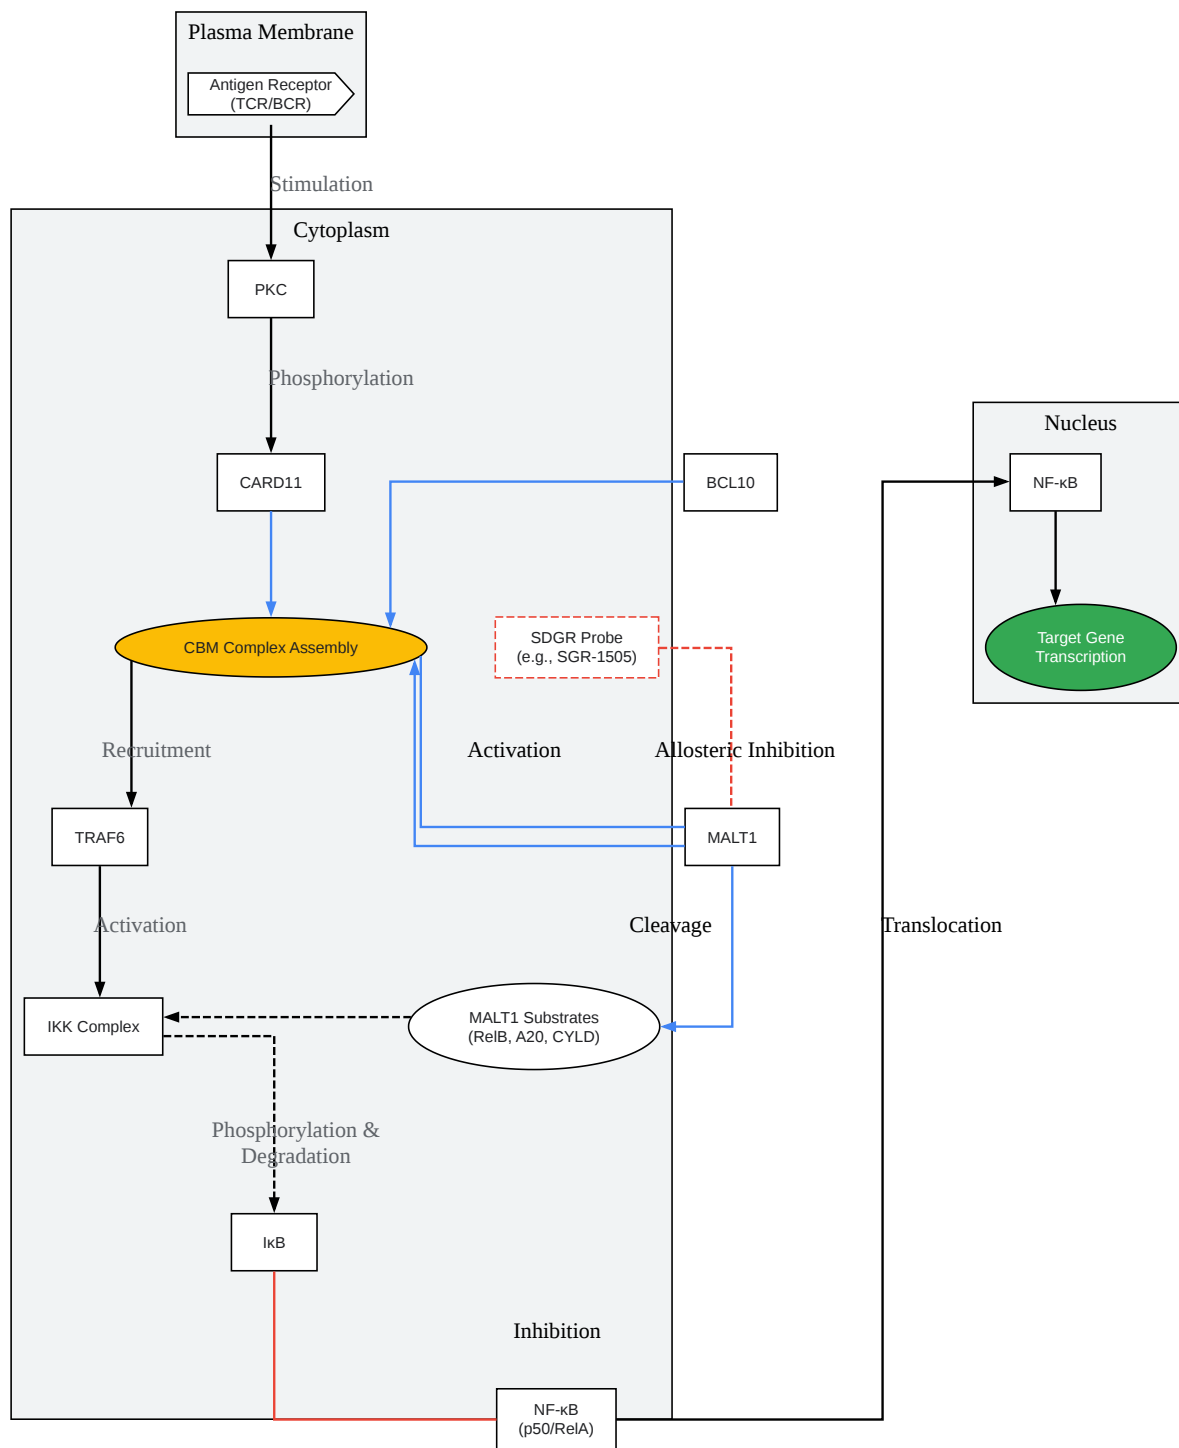 Plasma Membrane
Antigen Receptor
(TCR/BCR)
Stimulation
Cytoplasm
PKC
Phosphorylation
Nucleus
CARD11
BCL10
NF-κB
CBM Complex Assembly
SDGR Probe
(e.g., SGR-1505)
Target Gene
Transcription
Recruitment
Activation
Allosteric Inhibition
TRAF6
MALT1
Activation
Cleavage
Translocation
IKK Complex
MALT1 Substrates
(RelB, A20, CYLD)
Phosphorylation &
Degradation
IκB
Inhibition
NF-κB
(p50/RelA)